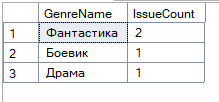 GenreName IssueCount
1 Фантастика 2
2 Боевик 1
3 Драма 1